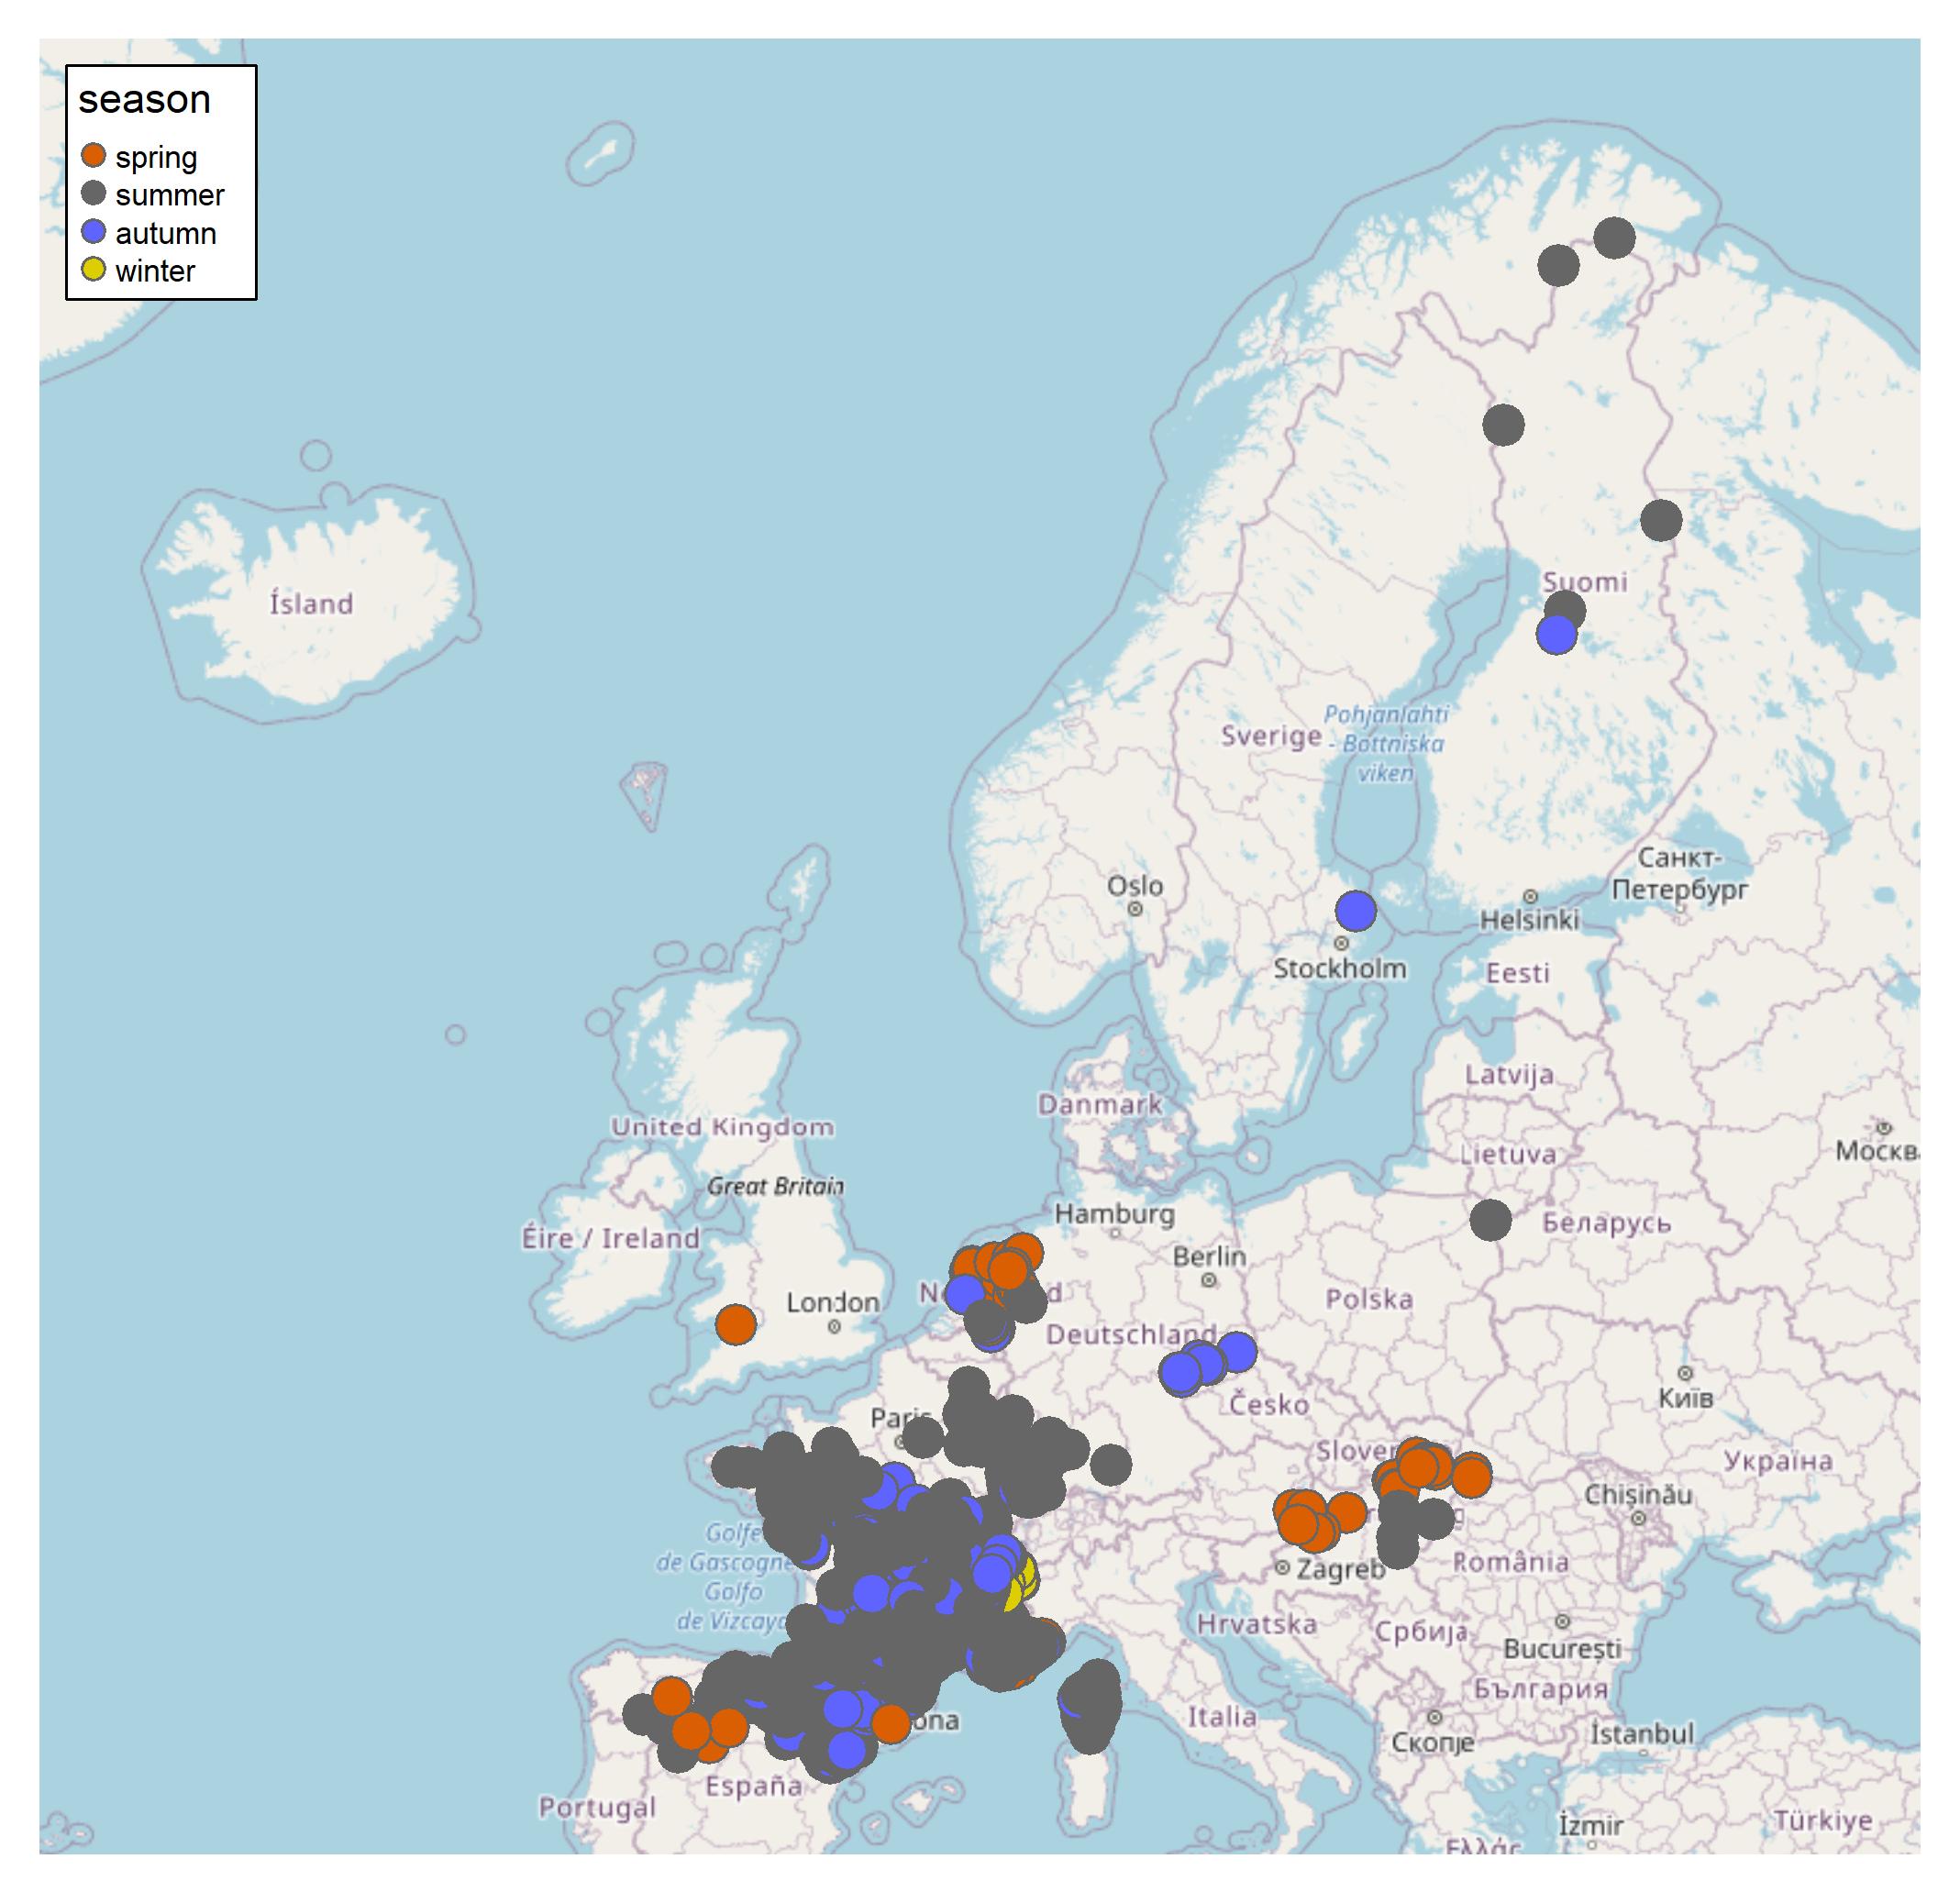 season
spring
summer
autumn
winter
Ísland
Suomi
Sverige
Pohjanlahti
- Bottniska
viken
Oslo
Санкт-
Петербург
Helsinki
Stockholm
Eesti
Latvija
Danmark
United Kingdom
Lietuva
Москв
Great Britain
Hamburg
Беларусь
Éire / Ireland
Berlin
London
Polska
Deutschland
Київ
Česko
Paris
Slove
Україна
Chișinău
Golfe
de Gascogne
Golfo
de Vizcaya
Zagreb
România
Hrvatska
Србија
București
България
Italia
ona
Скопје
İstanbul
España
Portugal
İzmir
Türkiye
Ελλάς